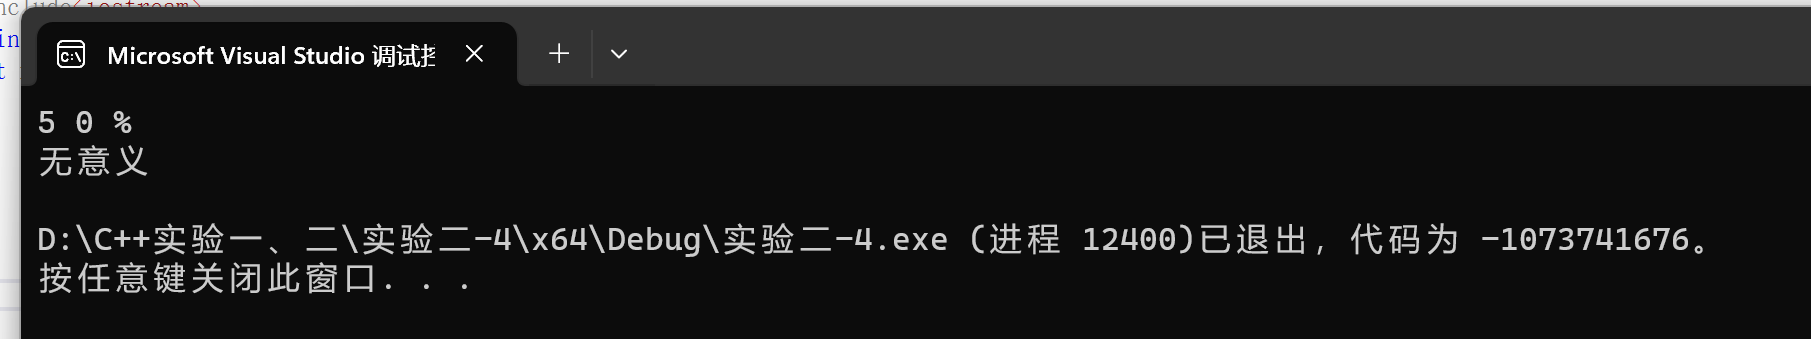 Microsoft Visual Studio 调试
5 0 %
无意义
D:\C++实验一、二\实验二-4\x64\Debug\实验二-4.exe (进程 12400)已退出，代码为 -1073741676。
按任意键关闭此窗口. . .